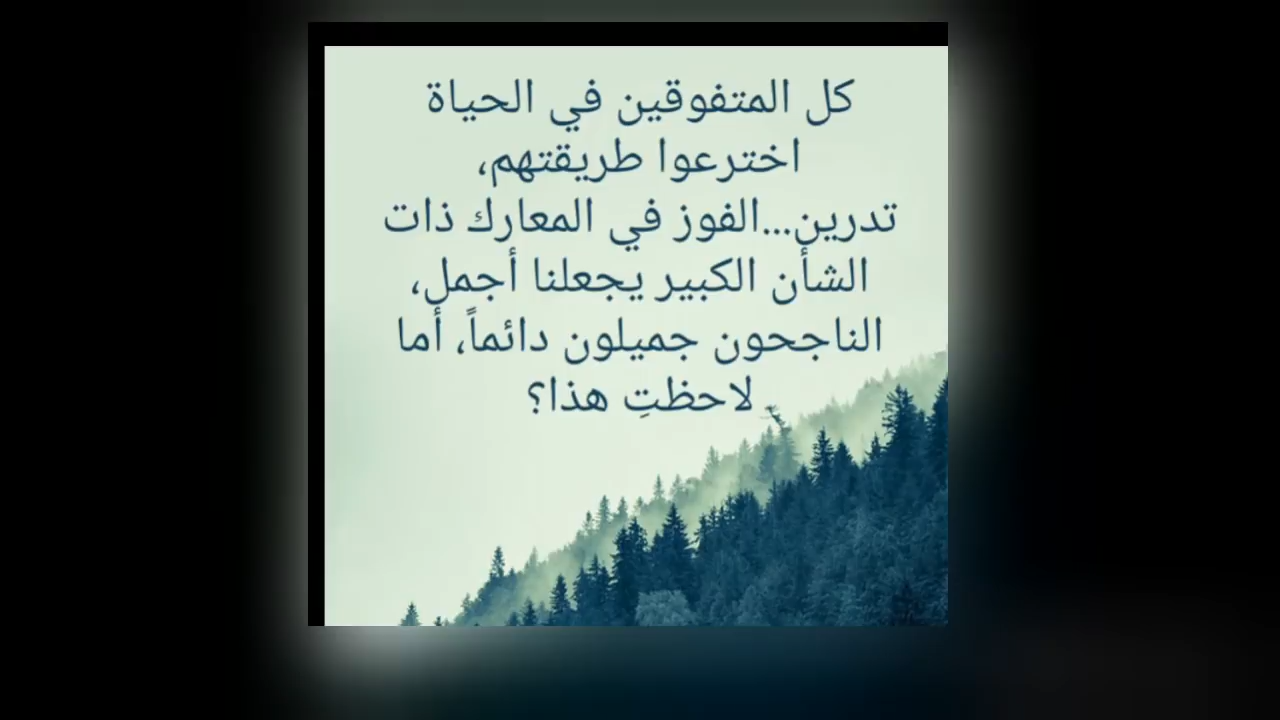 كل المتفوقين في الحياة
اخترعوا طريقتهم،
تدرين...الفوز في المعارك ذات
الشأن الكبير يجعلنا أجمل،
الناجحون جميلون دائماً، أما
لاحظتِ هذا؟